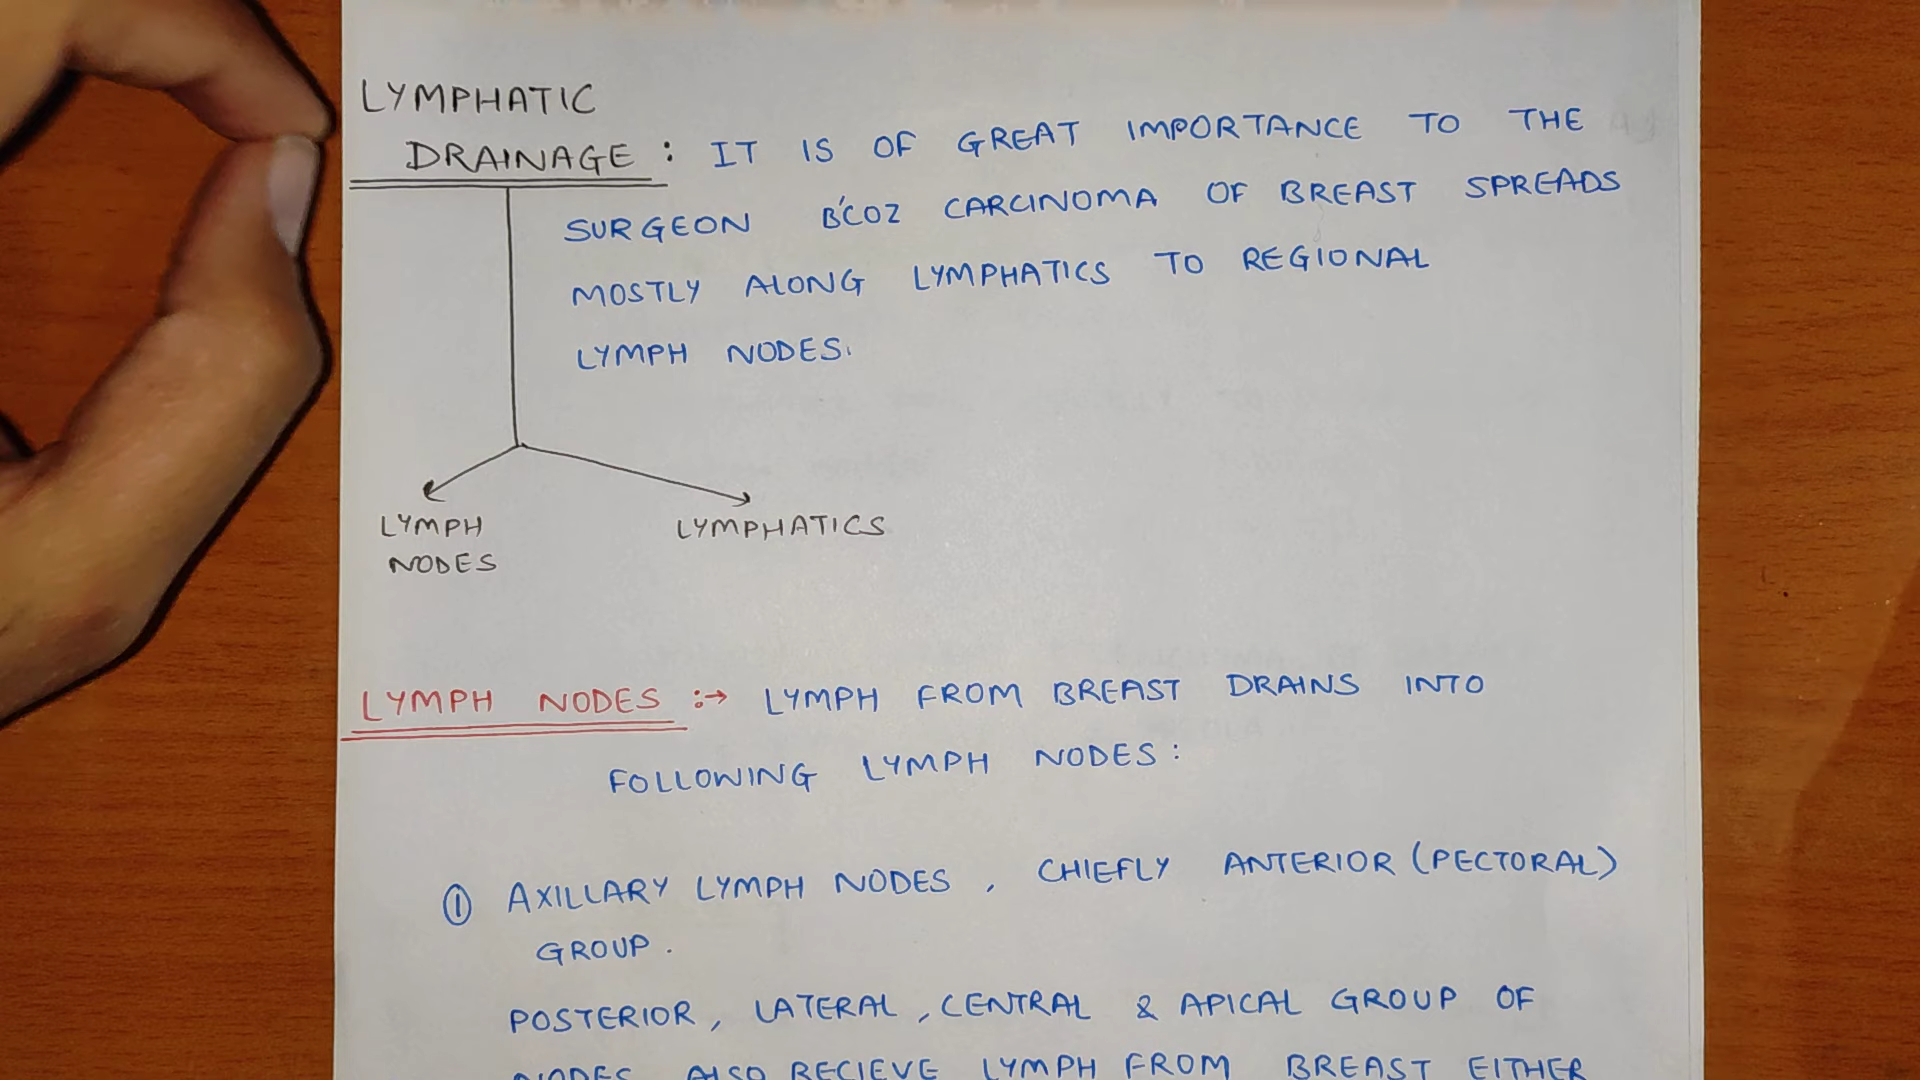 LYMPHATIC
DRAINAGE : IT IS OF GREAT IMPORTANCE TO THE
SURGEON B'COZ CARCINOMA OF BREAST SPREADS
MOSTLY ALONG LYMPHATICS TO REGIONAL
LYMPH NODES.
LYMPH
NODES
LYMPHATICS
LYMPH NODES :→ LYMPH FROM BREAST DRAINS INTO
FOLLOWING LYMPH NODES :
① AXILLARY LYMPH NODES , CHIEFLY ANTERIOR (PECTORAL)
GROUP .
POSTERIOR , LATERAL , CENTRAL & APICAL GROUP OF
NODES ALSO RECIEVE LYMPH FROM BREAST EITHER